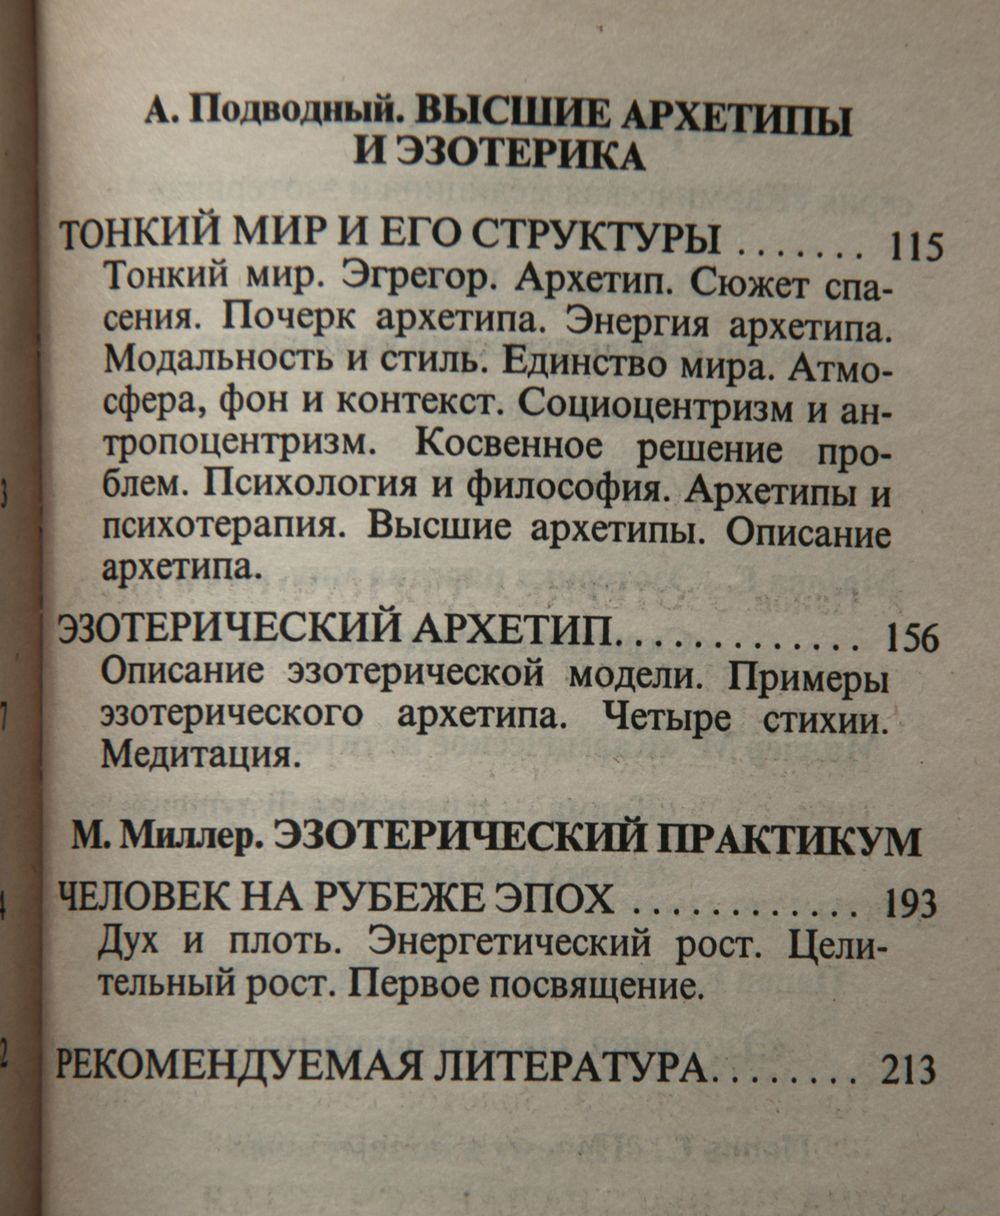 А. Подводный. ВЫСШИЕ АРХЕТИПЫ
И ЭЗОТЕРИКА
ТОНКИЙ МИР И ЕГО СТРУКТУРЫ ....... 115
Тонкий мир. Эгрегор. Архетип. Сюжет спа-
сения. Почерк архетипа. Энергия архетипа.
Модальность и стиль. Единство мира. Атмо-
сфера, фон и контекст. Социоцентризм и ан-
тропоцентризм. Косвенное решение про-
блем. Психология и философия. Архетипы и
психотерапия. Высшие архетипы. Описание
архетипа.
ЭЗОТЕРИЧЕСКИЙ АРХЕТИП............. 156
Описание эзотерической модели. Примеры
эзотерического архетипа. Четыре стихии.
Медитация.
М. Миллер. ЭЗОТЕРИЧЕСКИЙ ПРАКТИКУМ
ЧЕЛОВЕК НА РУБЕЖЕ ЭПОХ ............ 193
Дух и плоть. Энергетический рост. Цели-
тельный рост. Первое посвящение.
РЕКОМЕНДУЕМАЯ ЛИТЕРАТУРА........ 213